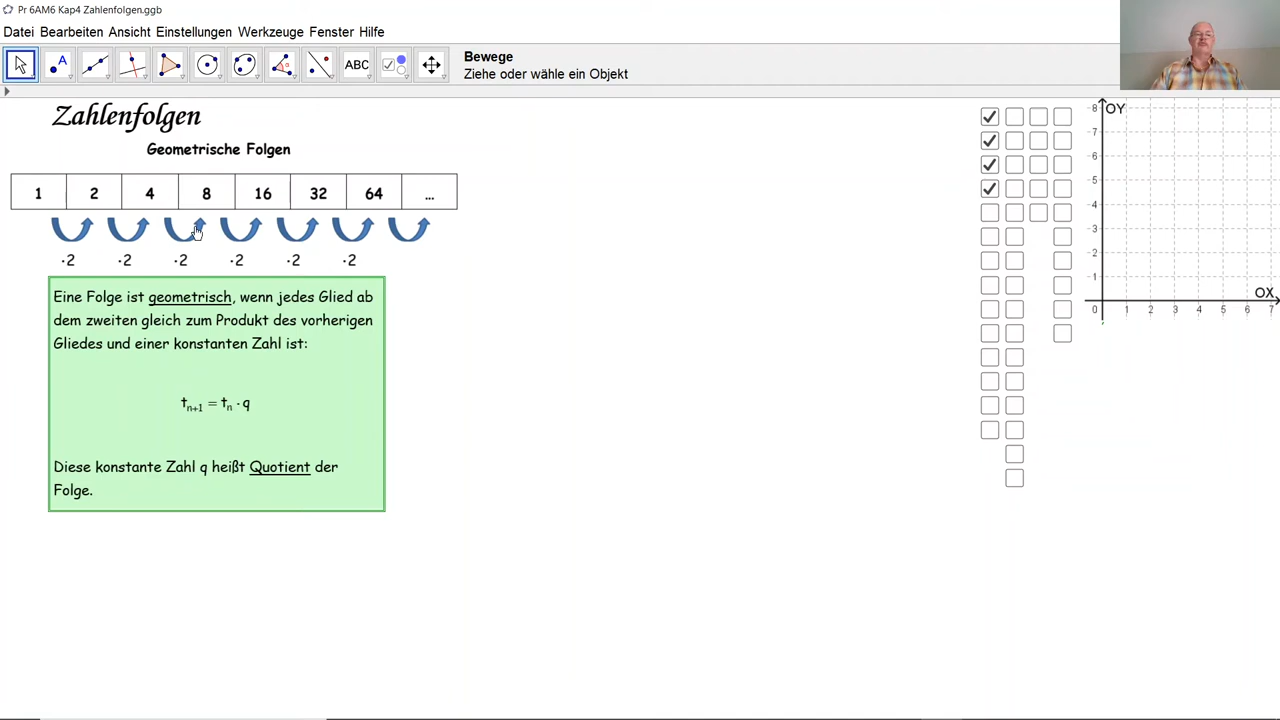 Pr 6AM6 Kap4 Zahlenfolgen.ggb
Datei Bearbeiten Ansicht Einstellungen Werkzeuge Fenster Hilfe
A
ABC
Bewege
Ziehe oder wähle ein Objekt
Zahlenfolgen
Geometrische Folgen
1 2 4 8 16 32 64 ...
·2 ·2 ·2 ·2 ·2 ·2
Eine Folge ist geometrisch, wenn jedes Glied ab
dem zweiten gleich zum Produkt des vorherigen
Gliedes und einer konstanten Zahl ist:
tn+1 = tn · q
Diese konstante Zahl q heißt Quotient der
Folge.
OY
8
7
6
5
4
3
2
1
OX
0 1 2 3 4 5 6 7